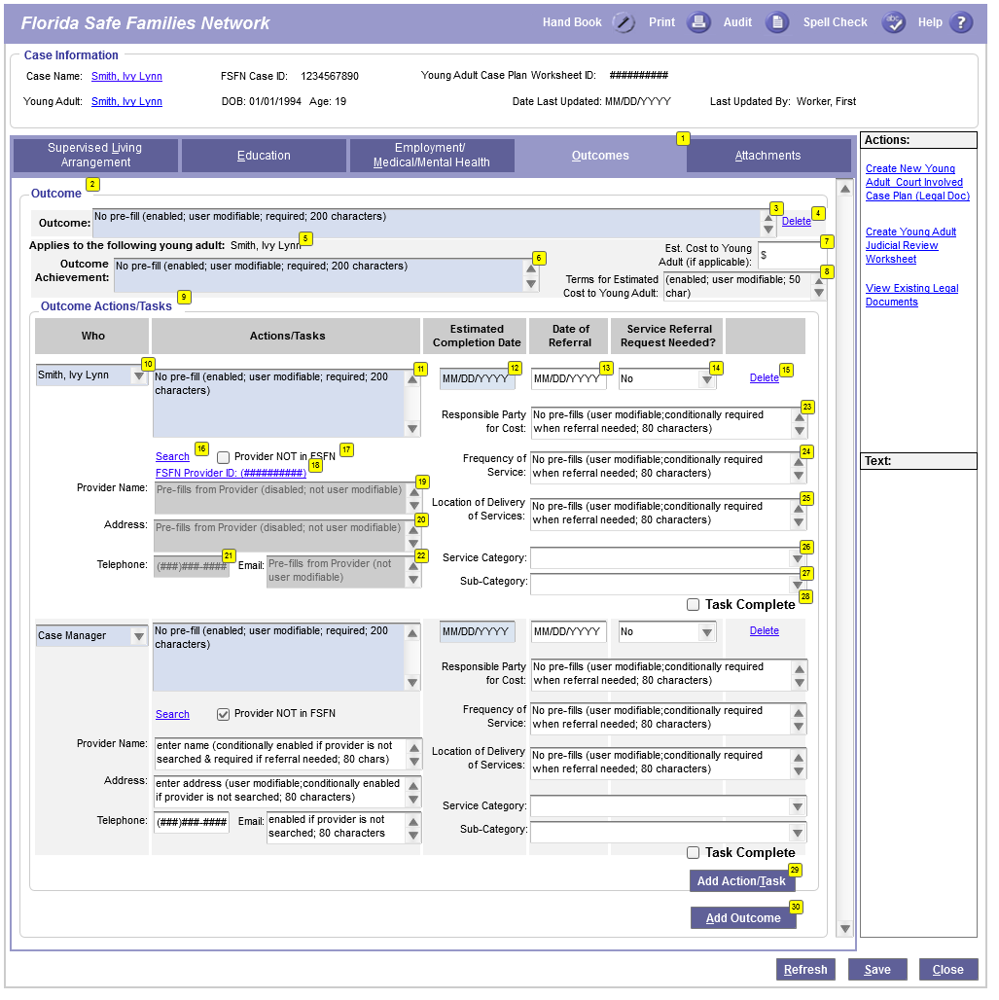 Florida Safe Families Network
Hand Book Print Audit Spell Check abc Help ?
Case Information
Case Name: Smith, Ivy Lynn FSFN Case ID: 1234567890 Young Adult Case Plan Worksheet ID: ##########
Young Adult: Smith, Ivy Lynn DOB: 01/01/1994 Age: 19 Date Last Updated: MM/DD/YYYY Last Updated By: Worker, First
Supervised Living
Arrangement
Education
Employment/
Medical/Mental Health
Outcomes
1
Attachments
Actions:
Create New Young
Adult Court Involved
Case Plan (Legal Doc)
Create Young Adult
Judicial Review
Worksheet
View Existing Legal
Documents
Text:
Outcome 2
Outcome: No pre-fill (enabled; user modifiable; required; 200 characters) 3 Delete 4
Applies to the following young adult: Smith, Ivy Lynn 5
Outcome
Achievement:
No pre-fill (enabled; user modifiable; required; 200 characters) 6
Est. Cost to Young
Adult (if applicable):
$ 7
Terms for Estimated
Cost to Young Adult:
(enabled; user modifiable; 50
char)
8
Outcome Actions/Tasks 9
Who
Actions/Tasks
Estimated
Completion Date
Date of
Referral
Service Referral
Request Needed?
Smith, Ivy Lynn 10
No pre-fill (enabled; user modifiable; required; 200
characters)
11
MM/DD/YYYY 12 MM/DD/YYYY 13 No 14 Delete 15
Responsible Party
for Cost:
No pre-fills (user modifiable;conditionally required
when referral needed; 80 characters)
23
Search 16 Provider NOT in FSFN 17
FSFN Provider ID: (##########) 18
Frequency of
Service:
No pre-fills (user modifiable;conditionally required
when referral needed; 80 characters)
24
Provider Name: Pre-fills from Provider (disabled; not user modifiable) 19
Location of Delivery
of Services:
No pre-fills (user modifiable;conditionally required
when referral needed; 80 characters)
25
Address: Pre-fills from Provider (disabled; not user modifiable) 20
Telephone: (###)###-#### 21 Email: Pre-fills from Provider (not
user modifiable)
22
Service Category: 26
Sub-Category: 27
Task Complete 28
Case Manager
No pre-fill (enabled; user modifiable; required; 200
characters)
MM/DD/YYYY MM/DD/YYYY No Delete
Responsible Party
for Cost:
No pre-fills (user modifiable;conditionally required
when referral needed; 80 characters)
Search Provider NOT in FSFN
Frequency of
Service:
No pre-fills (user modifiable;conditionally required
when referral needed; 80 characters)
Provider Name: enter name (conditionally enabled if provider is not
searched & required if referral needed; 80 chars)
Location of Delivery
of Services:
No pre-fills (user modifiable;conditionally required
when referral needed; 80 characters)
Address: enter address (user modifiable;conditionally enabled
if provider is not searched; 80 characters)
Telephone: (###)###-#### Email: enabled if provider is not
searched; 80 characters
Service Category:
Sub-Category:
Task Complete
Add Action/Task 29
Add Outcome 30
Refresh Save Close